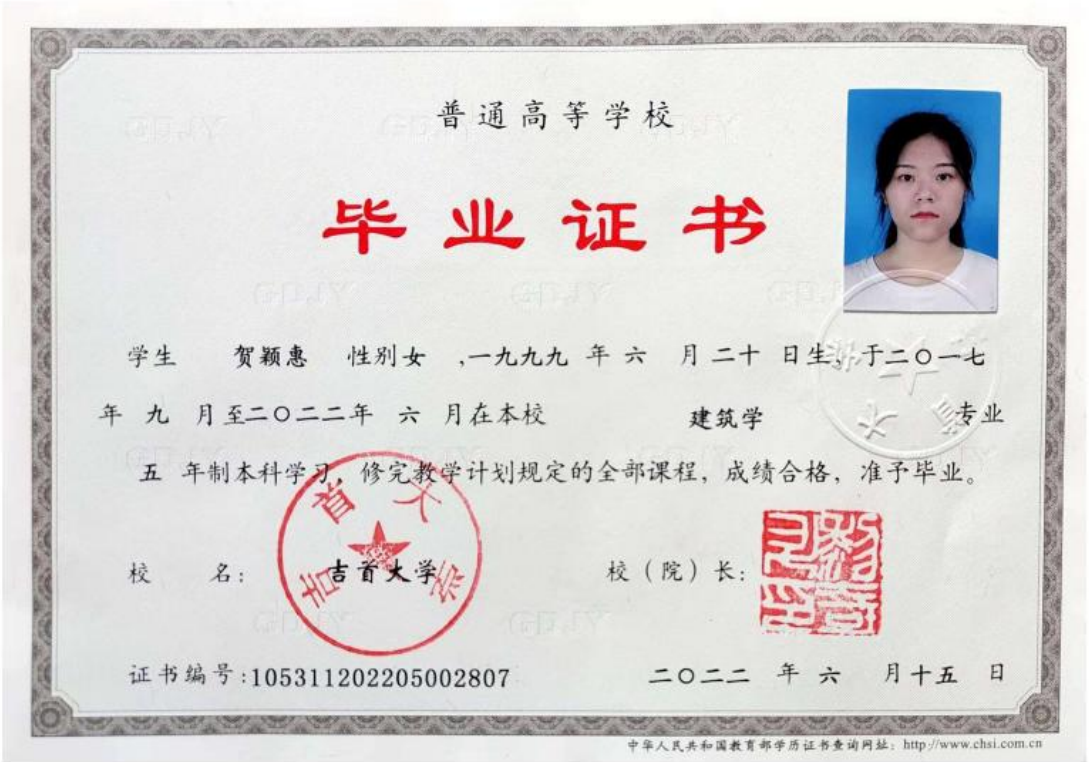 普通高等学校
毕业证书
学生 贺颖惠 性别女 ,一九九九 年 六 月 二十 日生,于二〇一七
年 九 月至二〇二二年 六 月在本校 建筑学 专业
五 年制本科学习,修完教学计划规定的全部课程,成绩合格,准予毕业。
吉首大学
校 名: 吉首大学 校(院)长:
证书编号:105311202205002807 二〇二二 年 六 月十五 日
中华人民共和国教育部学历证书查询网址:http://www.chsi.com.cn